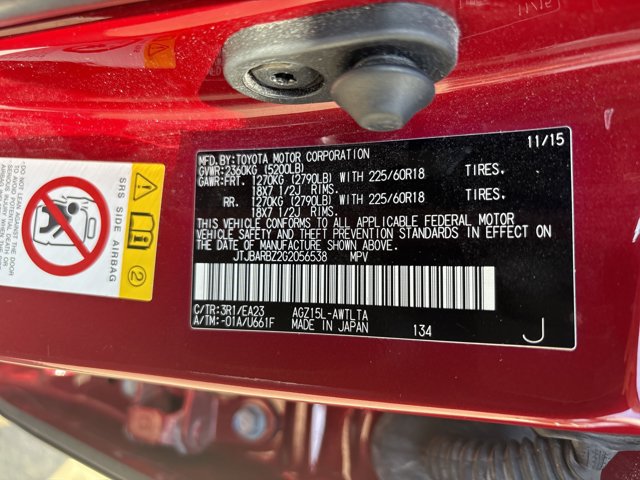 11/15
11/15
MFD. BY: TOYOTA MOTOR CORPORATION
GVWR: 2360KG (5200LB)
GAWR: FRT. 1270KG (2790LB) WITH 225/60R18 TIRES.
18X7 1/2J RIMS.
RR. 1270KG (2790LB) WITH 225/60R18 TIRES.
18X7 1/2J RIMS.
THIS VEHICLE CONFORMS TO ALL APPLICABLE FEDERAL MOTOR
VEHICLE SAFETY AND THEFT PREVENTION STANDARDS IN EFFECT ON
THE DATE OF MANUFACTURE SHOWN ABOVE.
JTJBARBZ2G2056538 MPV
C/TR: 3R1/EA23 AGZ15L-AWTLTA
A/TM: -01A/U661F MADE IN JAPAN 134 J
SRS SIDE AIRBAG